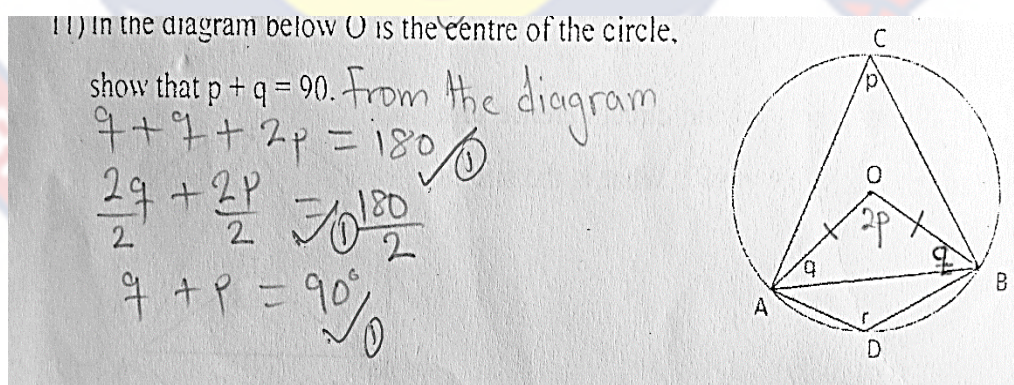 11) In the diagram below O is the centre of the circle,
show that p + q = 90. From the diagram
q + q + 2p = 180 ✓①
2q/2 + 2p/2 = ✓① 180/2
q + p = 90° ✓①
C
p
O
2p
q
q
A
B
r
D